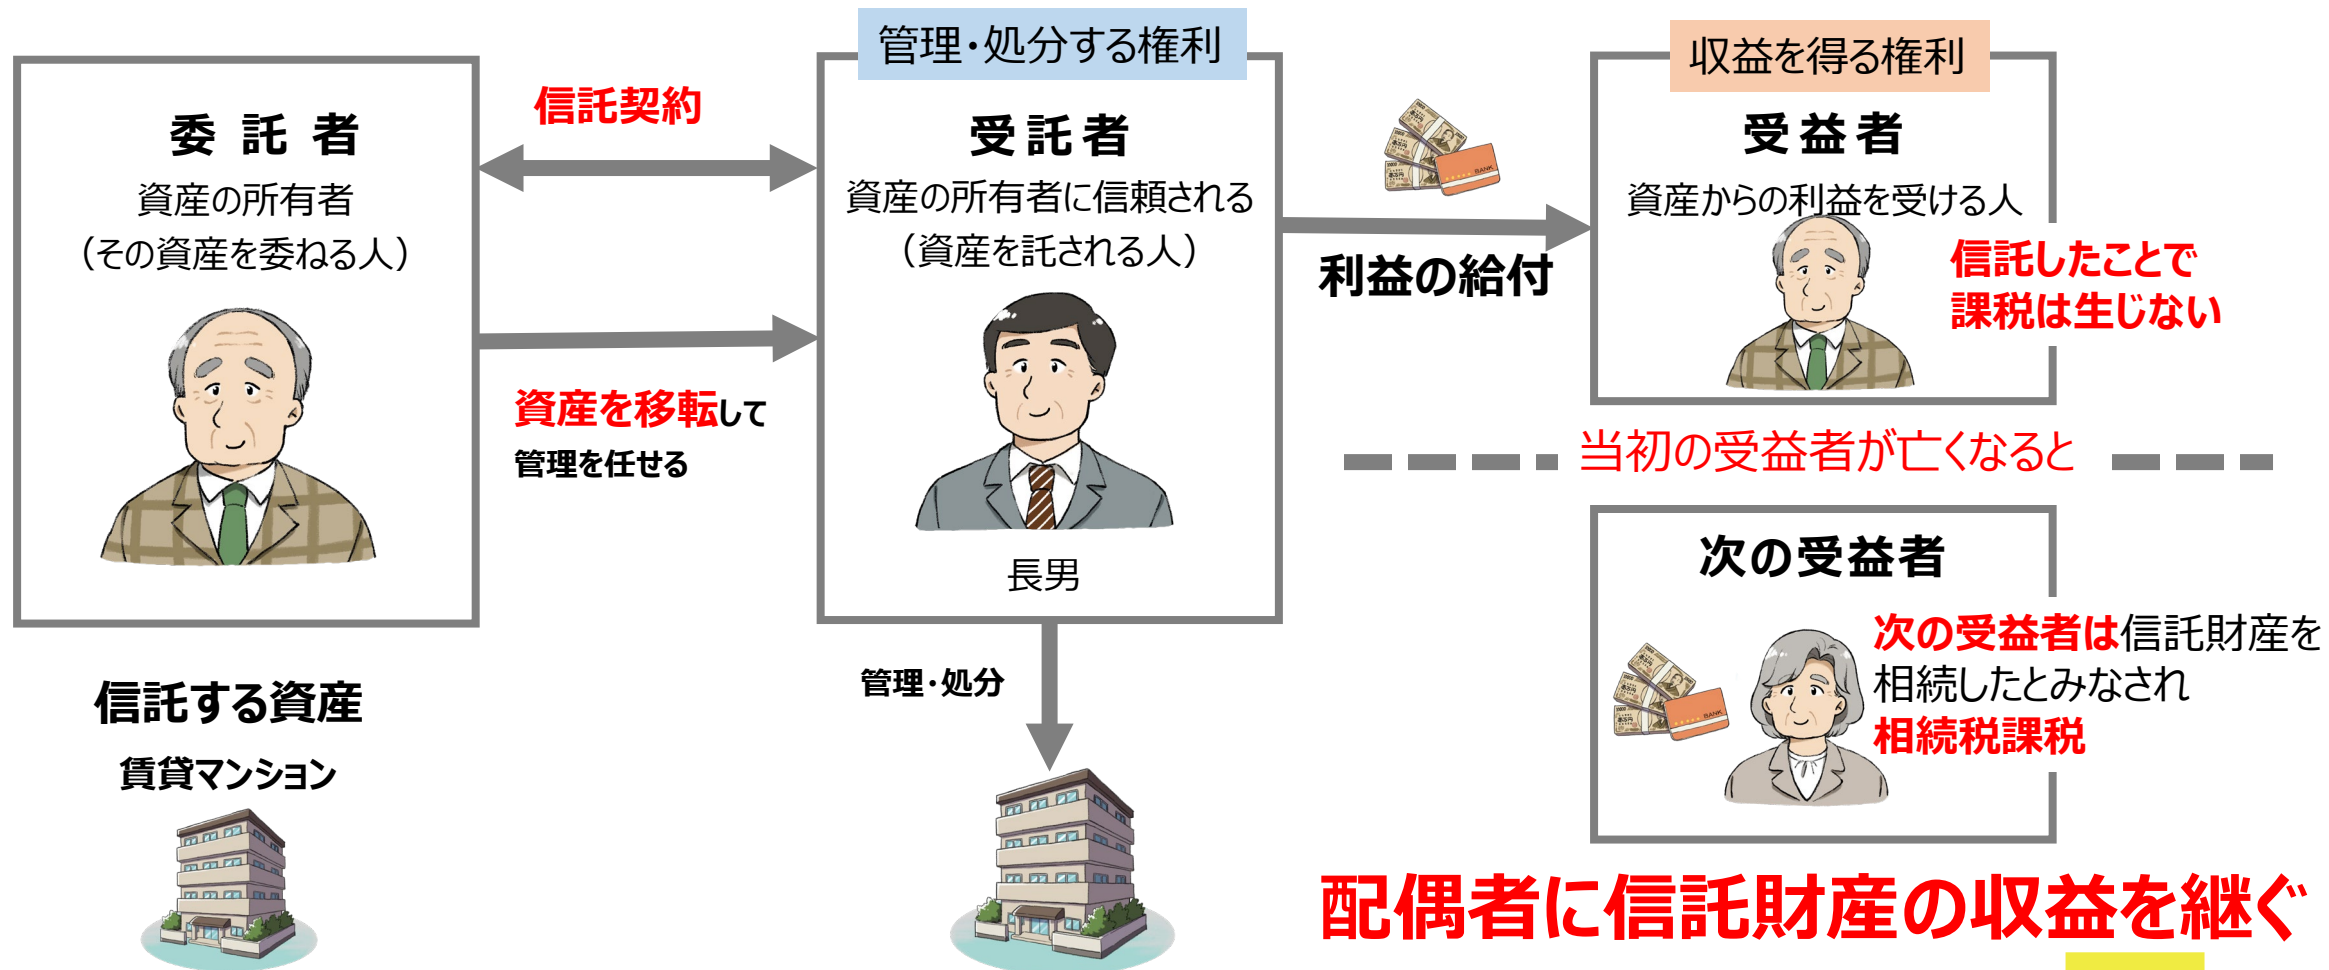 委託者
資産の所有者
（その資産を委ねる人）
信託契約
資産を移転して
管理を任せる
信託する資産
賃貸マンション
管理・処分する権利
受託者
資産の所有者に信頼される
（資産を託される人）
長男
管理・処分
利益の給付
収益を得る権利
受益者
資産からの利益を受ける人
信託したことで
課税は生じない
当初の受益者が亡くなると
次の受益者
次の受益者は信託財産を
相続したとみなされ
相続税課税
配偶者に信託財産の収益を継ぐ